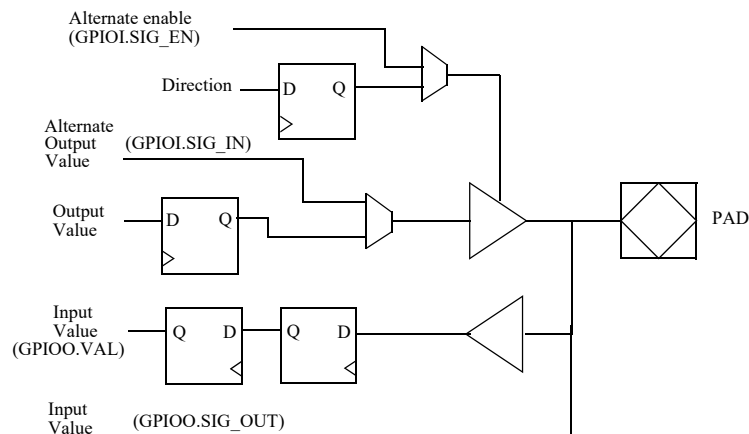 Alternate enable
(GPIOI.SIG_EN)
Direction
D Q
Alternate
Output (GPIOI.SIG_IN)
Value
Output
Value
D Q
PAD
Input
Value
(GPIOO.VAL)
Q D Q D
Input (GPIOO.SIG_OUT)
Value